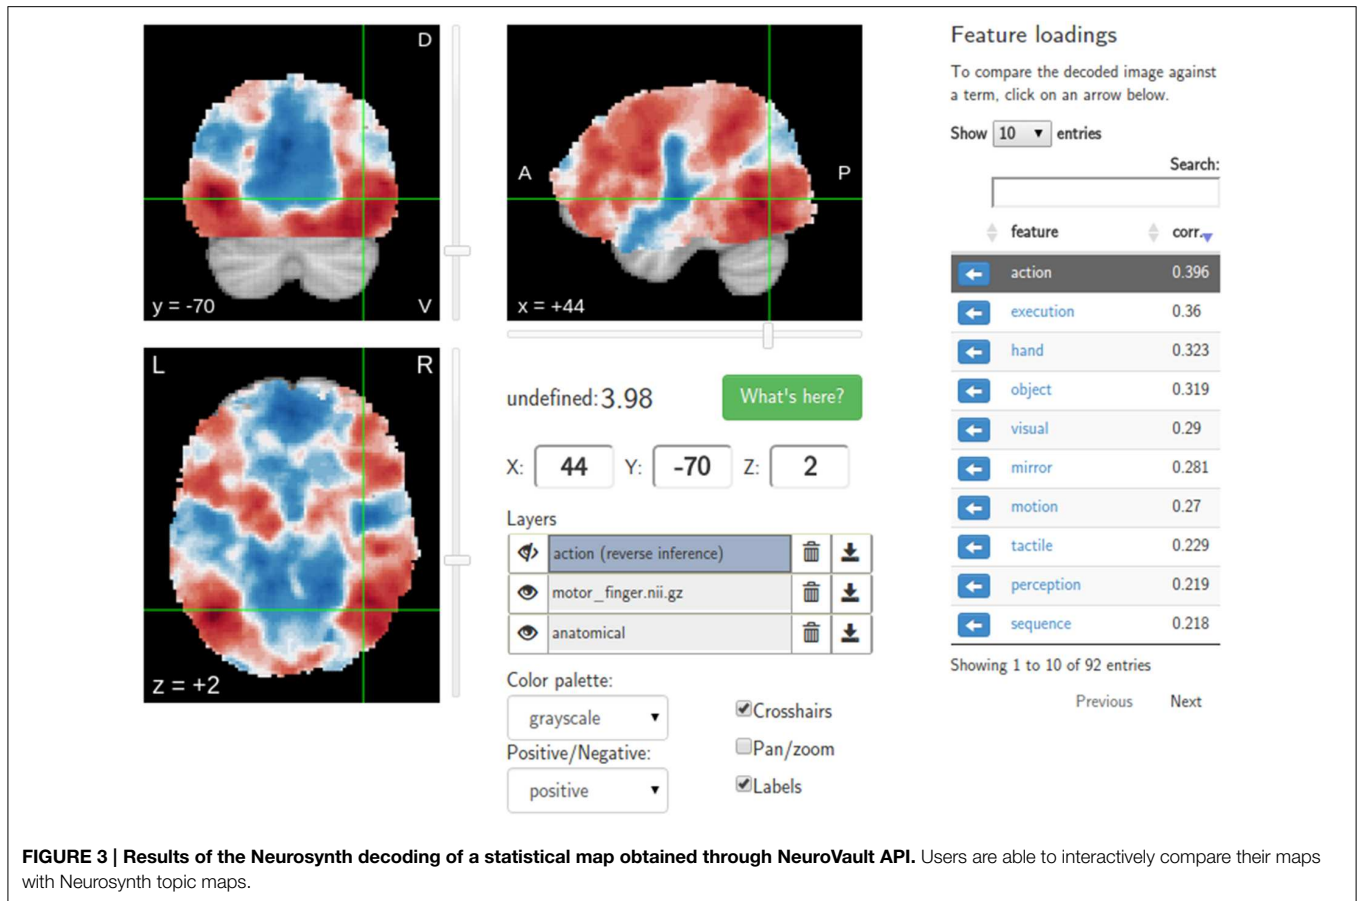 D
y = -70
V
A
P
x = +44
L
R
z = +2
undefined: 3.98
What's here?
X: 44 Y: -70 Z: 2
Layers
action (reverse inference)
motor_finger.nii.gz
anatomical
Color palette:
grayscale
Positive/Negative:
positive
Crosshairs
Pan/zoom
Labels
Feature loadings
To compare the decoded image against
a term, click on an arrow below.
Show 10 entries
Search:
feature corr.
action 0.396
execution 0.36
hand 0.323
object 0.319
visual 0.29
mirror 0.281
motion 0.27
tactile 0.229
perception 0.219
sequence 0.218
Showing 1 to 10 of 92 entries
Previous Next
FIGURE 3 | Results of the Neurosynth decoding of a statistical map obtained through NeuroVault API. Users are able to interactively compare their maps
with Neurosynth topic maps.